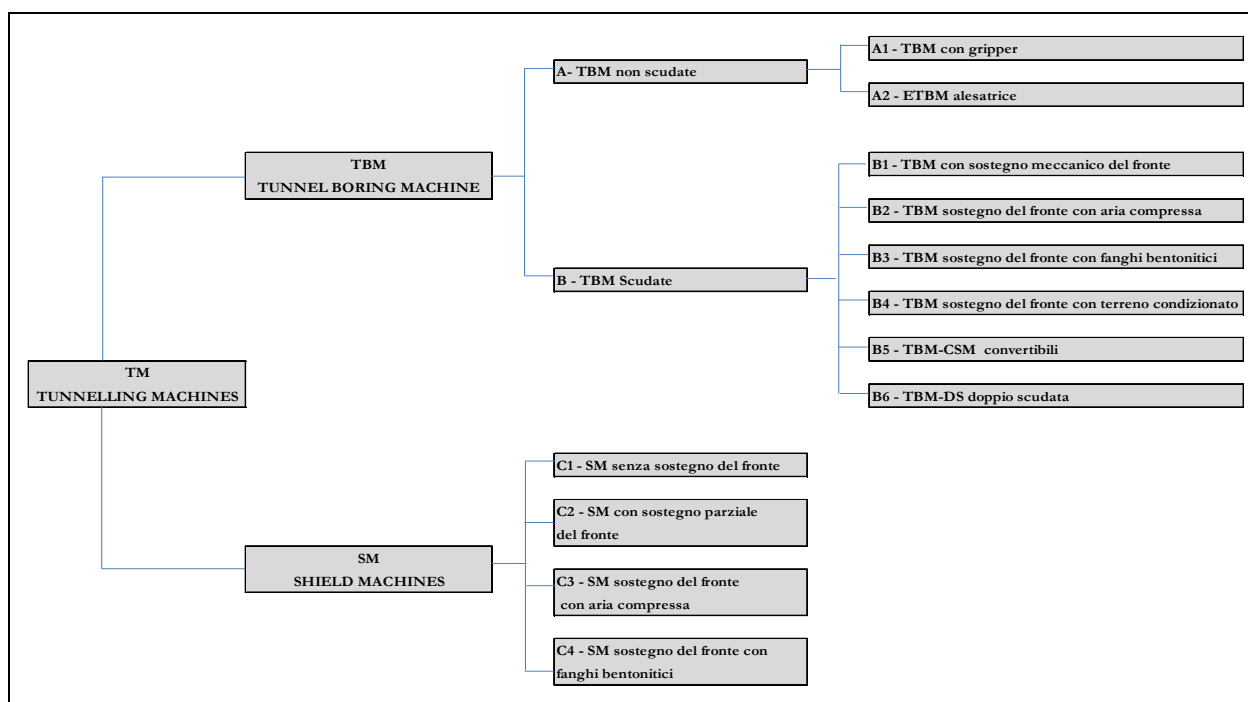 A1 - TBM con gripper
A- TBM non scudate
A2 - ETBM alesatrice
TBM
TUNNEL BORING MACHINE
B1 - TBM con sostegno meccanico del fronte
B2 - TBM sostegno del fronte con aria compressa
B3 - TBM sostegno del fronte con fanghi bentonitici
B - TBM Scudate
B4 - TBM sostegno del fronte con terreno condizionato
B5 - TBM-CSM convertibili
B6 - TBM-DS doppio scudata
TM
TUNNELLING MACHINES
C1 - SM senza sostegno del fronte
C2 - SM con sostegno parziale
del fronte
SM
SHIELD MACHINES
C3 - SM sostegno del fronte
con aria compressa
C4 - SM sostegno del fronte con
fanghi bentonitici